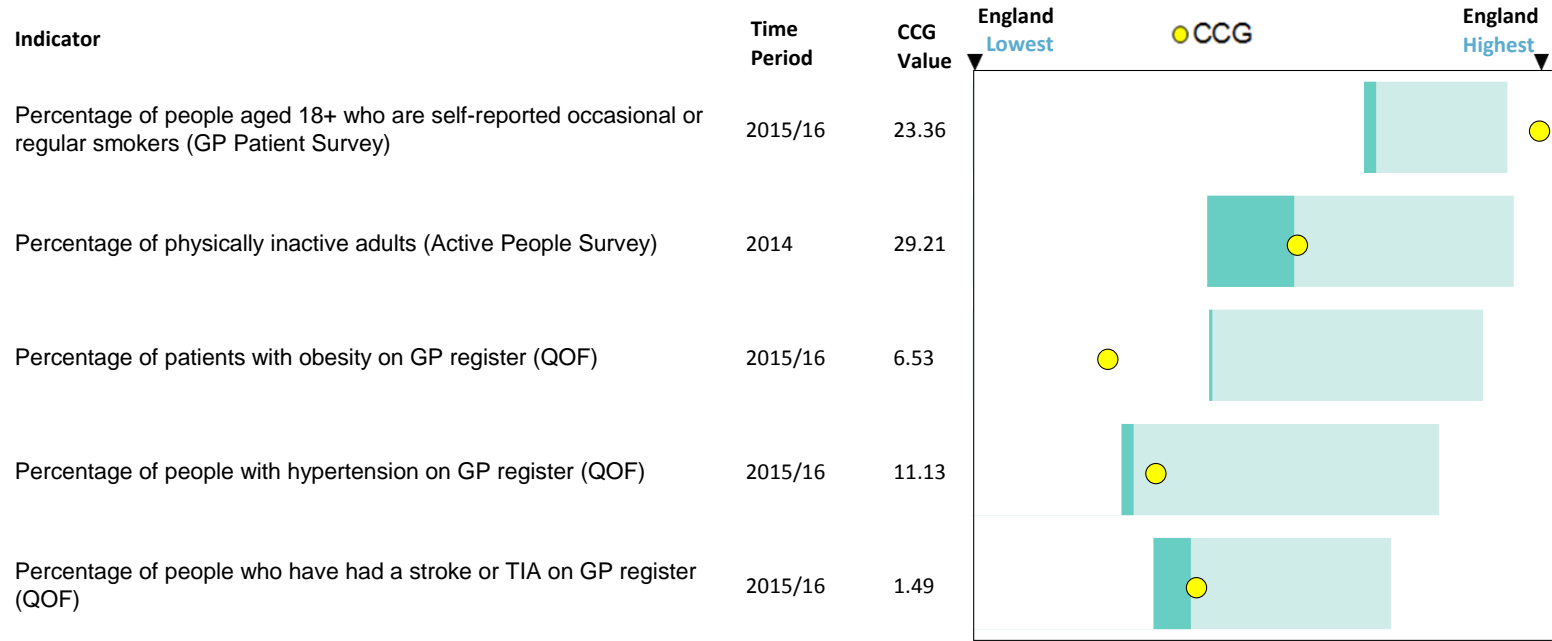 Indicator
Time Period
CCG Value
England Lowest
CCG
England Highest
Percentage of people aged 18+ who are self-reported occasional or
regular smokers (GP Patient Survey)
2015/16
23.36
Percentage of physically inactive adults (Active People Survey)
2014
29.21
Percentage of patients with obesity on GP register (QOF)
2015/16
6.53
Percentage of people with hypertension on GP register (QOF)
2015/16
11.13
Percentage of people who have had a stroke or TIA on GP register
(QOF)
2015/16
1.49